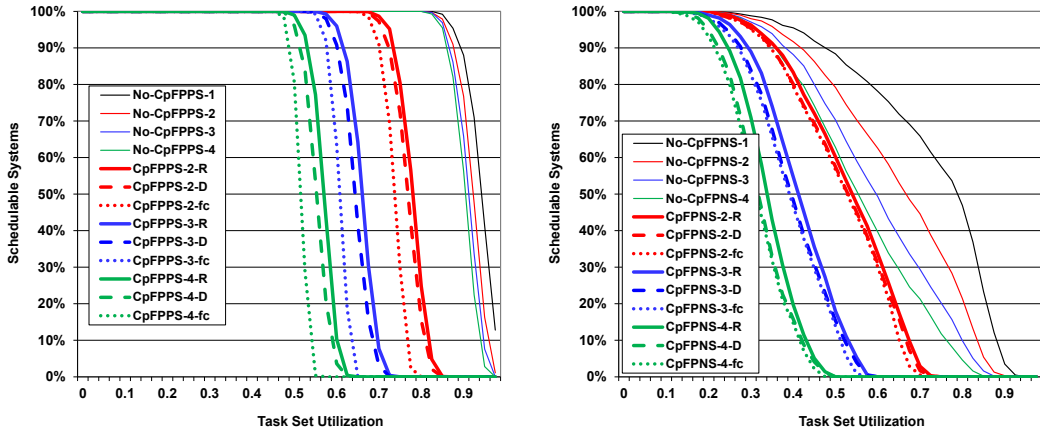 100%
90%
80%
70%
60%
50%
40%
30%
20%
10%
0%
Schedulable Systems
No-CpFPPS-1
No-CpFPPS-2
No-CpFPPS-3
No-CpFPPS-4
CpFPPS-2-R
CpFPPS-2-D
CpFPPS-2-fc
CpFPPS-3-R
CpFPPS-3-D
CpFPPS-3-fc
CpFPPS-4-R
CpFPPS-4-D
CpFPPS-4-fc
0 0.1 0.2 0.3 0.4 0.5 0.6 0.7 0.8 0.9
Task Set Utilization
100%
90%
80%
70%
60%
50%
40%
30%
20%
10%
0%
Schedulable Systems
No-CpFPNS-1
No-CpFPNS-2
No-CpFPNS-3
No-CpFPNS-4
CpFPNS-2-R
CpFPNS-2-D
CpFPNS-2-fc
CpFPNS-3-R
CpFPNS-3-D
CpFPNS-3-fc
CpFPNS-4-R
CpFPNS-4-D
CpFPNS-4-fc
0 0.1 0.2 0.3 0.4 0.5 0.6 0.7 0.8 0.9
Task Set Utilization